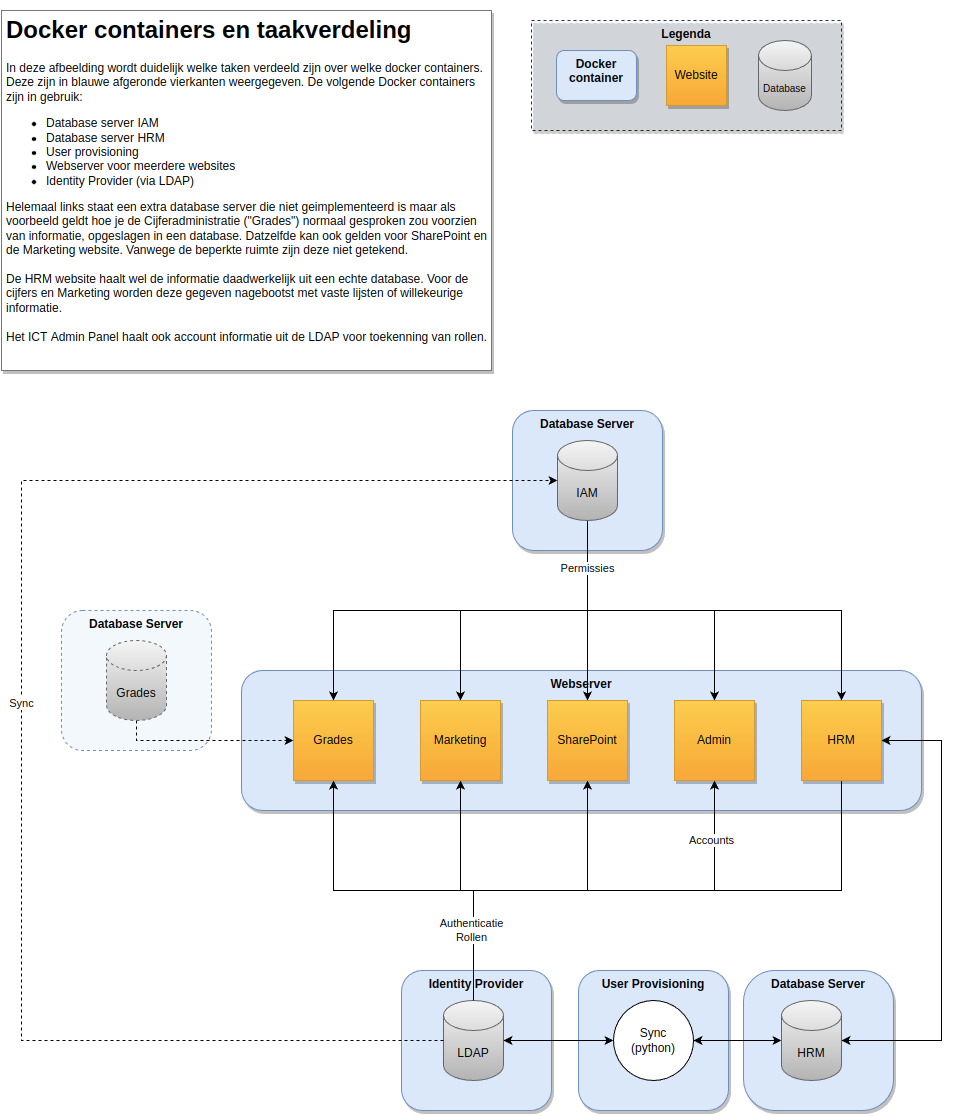 Docker containers en taakverdeling
In deze afbeelding wordt duidelijk welke taken verdeeld zijn over welke docker containers.
Deze zijn in blauwe afgeronde vierkanten weergegeven. De volgende Docker containers
zijn in gebruik:
Database server IAM
Database server HRM
User provisioning
Webserver voor meerdere websites
Identity Provider (via LDAP)
Helemaal links staat een extra database server die niet geimplementeerd is maar als
voorbeeld geldt hoe je de Cijferadministratie ("Grades") normaal gesproken zou voorzien
van informatie, opgeslagen in een database. Datzelfde kan ook gelden voor SharePoint en
de Marketing website. Vanwege de beperkte ruimte zijn deze niet getekend.
De HRM website haalt wel de informatie daadwerkelijk uit een echte database. Voor de
cijfers en Marketing worden deze gegeven nagebootst met vaste lijsten of willekeurige
informatie.
Het ICT Admin Panel haalt ook account informatie uit de LDAP voor toekenning van rollen.
Legenda
Docker
container
Website
Database
Database Server
IAM
Permissies
Database Server
Grades
Sync
Webserver
Grades
Marketing
SharePoint
Admin
HRM
Accounts
Authenticatie
Rollen
Identity Provider
LDAP
User Provisioning
Sync
(python)
Database Server
HRM